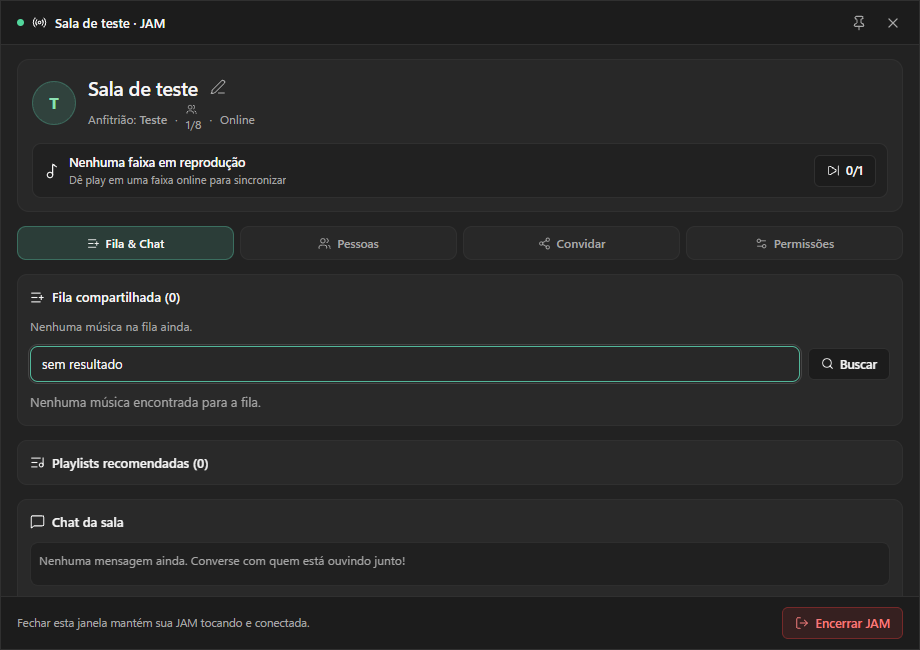 Sala de teste · JAM
T
Sala de teste
Anfitrião: Teste · 1/8 · Online
Nenhuma faixa em reprodução
Dê play em uma faixa online para sincronizar
0/1
Fila & Chat
Pessoas
Convidar
Permissões
Fila compartilhada (0)
Nenhuma música na fila ainda.
sem resultado
Buscar
Nenhuma música encontrada para a fila.
Playlists recomendadas (0)
Chat da sala
Nenhuma mensagem ainda. Converse com quem está ouvindo junto!
Fechar esta janela mantém sua JAM tocando e conectada.
Encerrar JAM